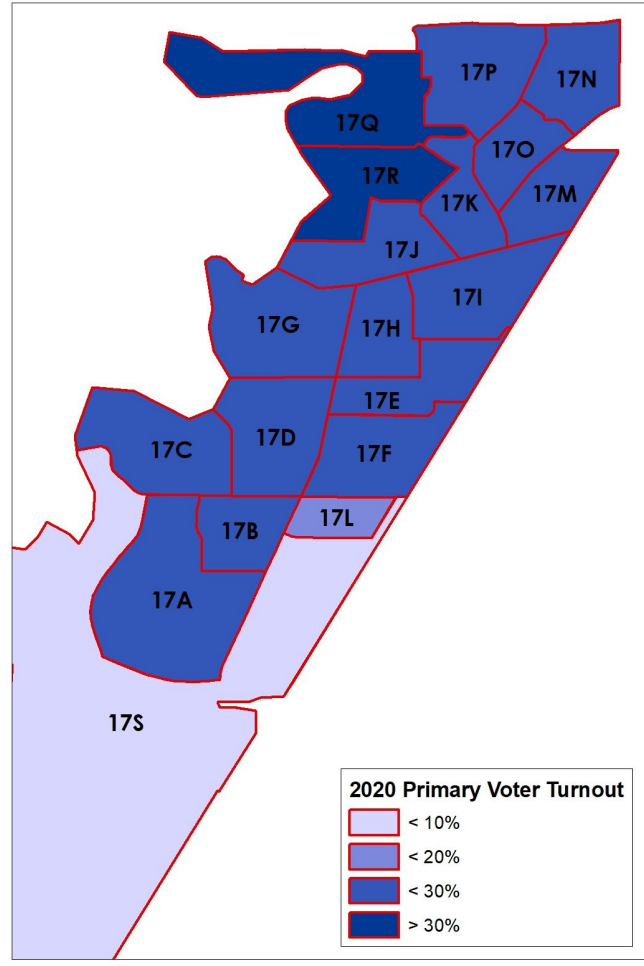 17P
17N
17Q
17O
17R
17K
17M
17J
17I
17G
17H
17E
17C
17D
17F
17L
17B
17A
17S
2020 Primary Voter Turnout
< 10%
< 20%
< 30%
> 30%